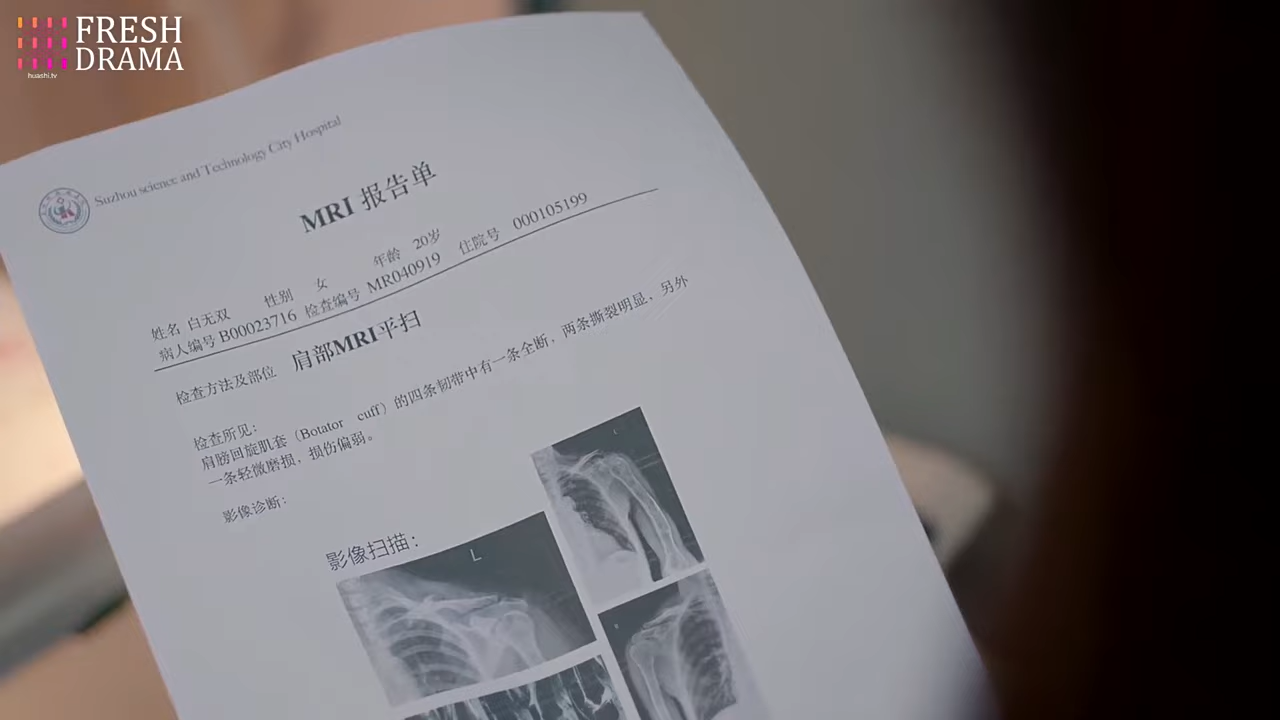 FRESH
DRAMA
huashi.tv
Suzhou science and Technology City Hospital
MRI 报告单
姓名 白无双 性别 女 年龄 20岁
病人编号 B00023716 检查编号 MR040919 住院号 000105199
检查方法及部位 肩部MRI平扫
检查所见:
肩膀回旋肌套（Botator cuff）的四条韧带中有一条全断，两条撕裂明显，另外
一条轻微磨损，损伤偏弱。
影像诊断:
影像扫描：
L